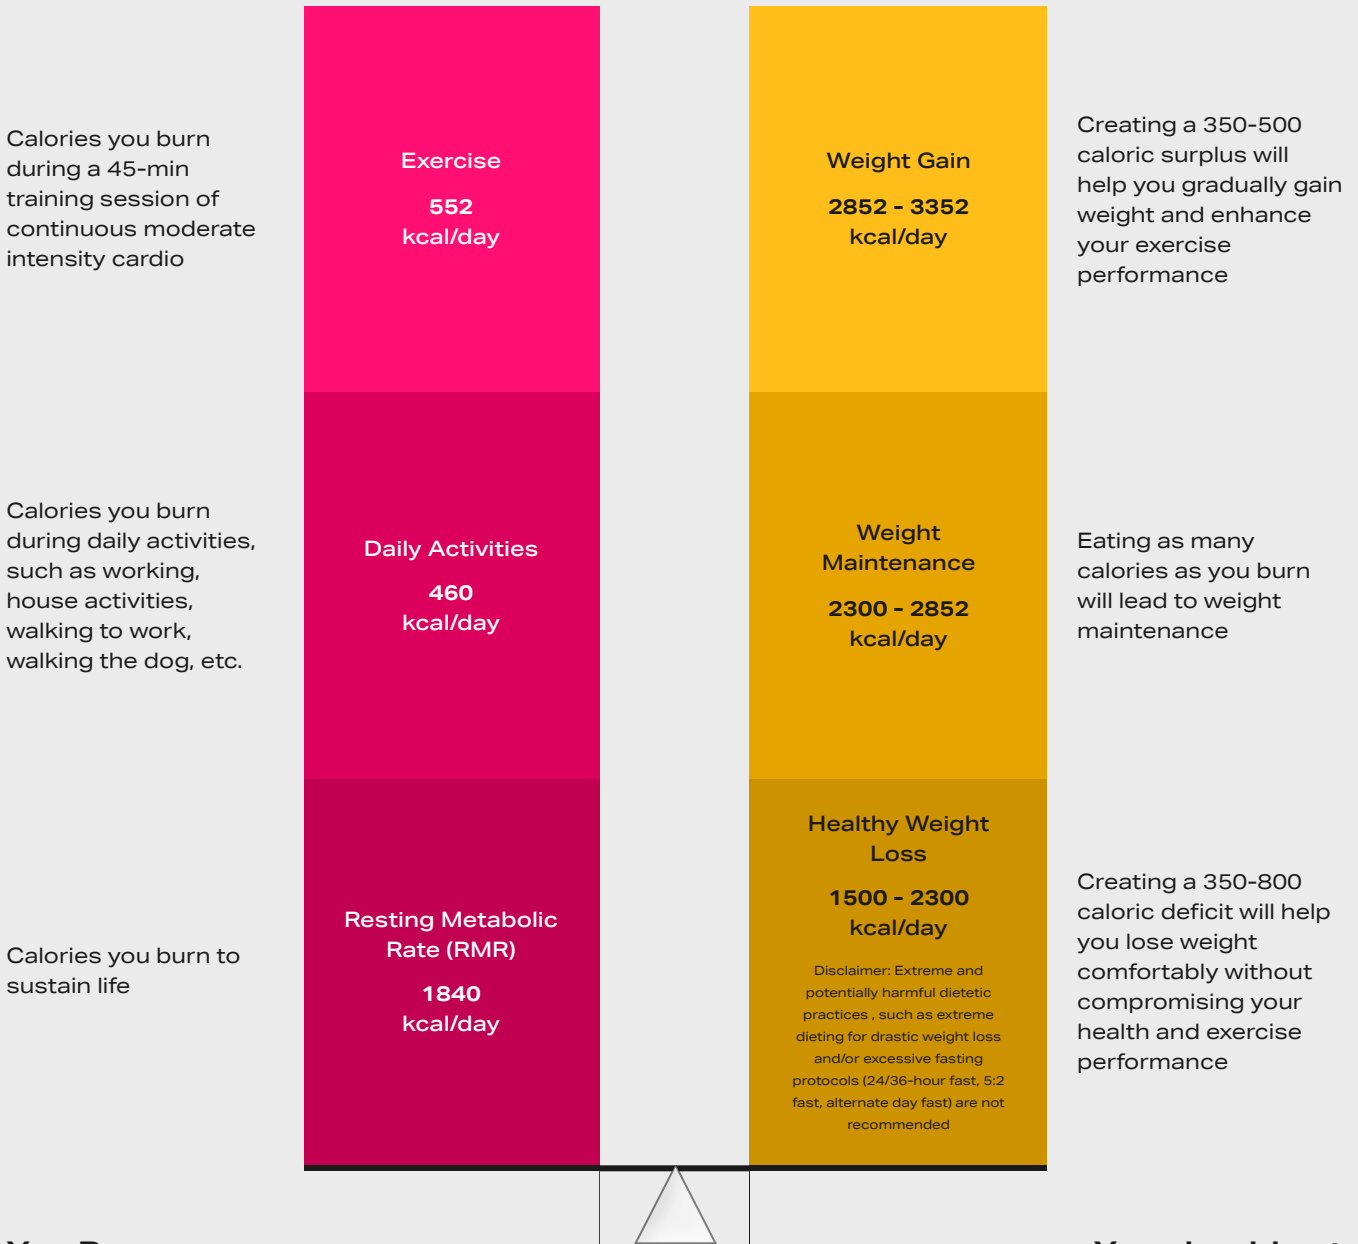 Calories you burn
during a 45-min
training session of
continuous moderate
intensity cardio
Exercise
552
kcal/day
Weight Gain
2852 - 3352
kcal/day
Creating a 350-500
caloric surplus will
help you gradually gain
weight and enhance
your exercise
performance
Calories you burn
during daily activities,
such as working,
house activities,
walking to work,
walking the dog, etc.
Daily Activities
460
kcal/day
Weight
Maintenance
2300 - 2852
kcal/day
Eating as many
calories as you burn
will lead to weight
maintenance
Calories you burn to
sustain life
Resting Metabolic
Rate (RMR)
1840
kcal/day
Healthy Weight
Loss
1500 - 2300
kcal/day
Disclaimer: Extreme and
potentially harmful dietetic
practices , such as extreme
dieting for drastic weight loss
and/or excessive fasting
protocols (24/36-hour fast, 5:2
fast, alternate day fast) are not
recommended
Creating a 350-800
caloric deficit will help
you lose weight
comfortably without
compromising your
health and exercise
performance